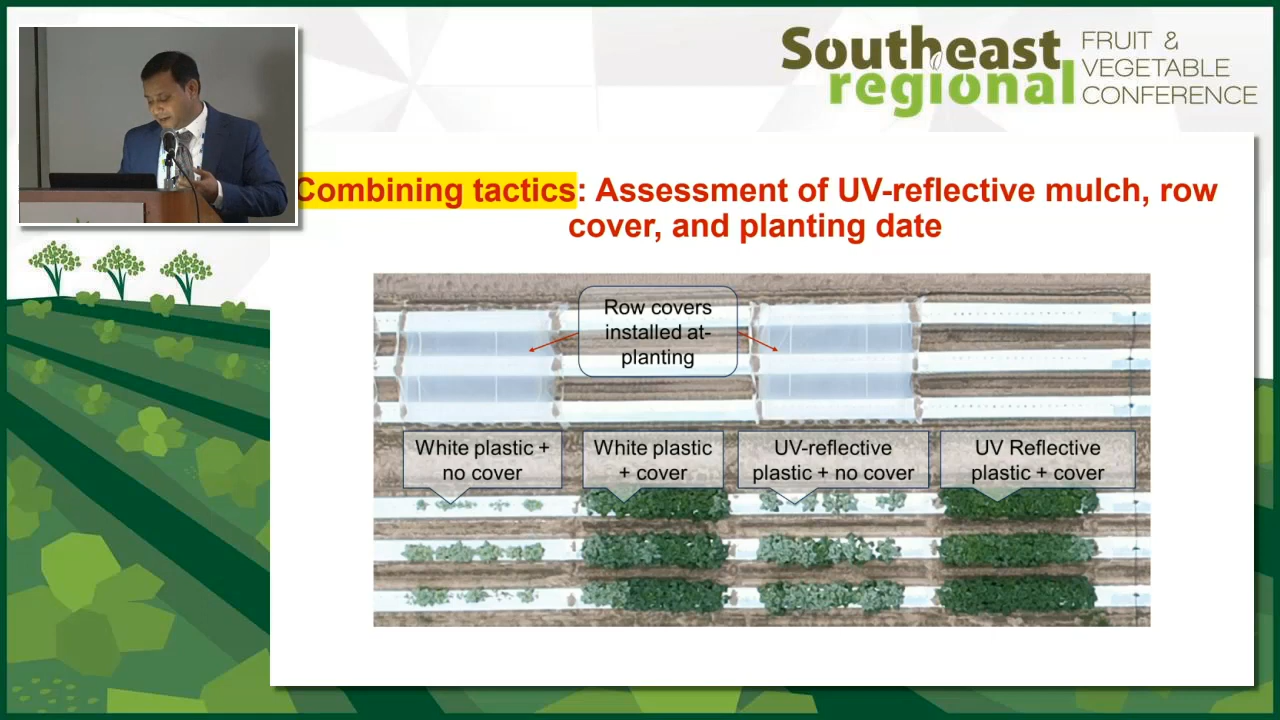 Southeast
regional
FRUIT &
VEGETABLE
CONFERENCE
Combining tactics: Assessment of UV-reflective mulch, row
cover, and planting date
Row covers
installed at-
planting
White plastic +
no cover
White plastic
+ cover
UV-reflective
plastic + no cover
UV Reflective
plastic + cover